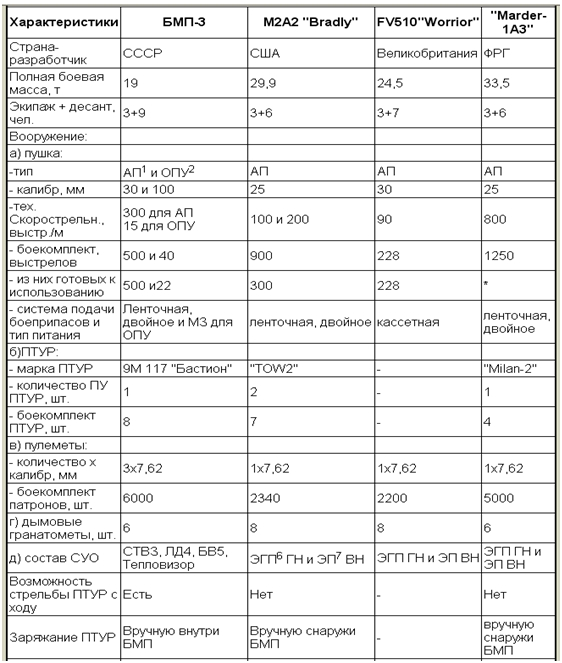 Характеристики БМП-3 M2A2 "Bradly" FV510"Worrior" "Marder-1A3"
Страна-разработчик СССР США Великобритания ФРГ
Полная боевая масса, т 19 29,9 24,5 33,5
Экипаж + десант, чел. 3+9 3+6 3+7 3+6
Вооружение:
а) пушка:
-тип АП1 и ОПУ2 АП АП АП
- калибр, мм 30 и 100 25 30 25
-тех. Скорострельн., выстр./м 300 для АП 15 для ОПУ 100 и 200 90 800
- боекомплект, выстрелов 500 и 40 900 228 1250
- из них готовых к использованию 500 и22 300 228 *
- система подачи боеприпасов и тип питания Ленточная, двойное и МЗ для ОПУ ленточная, двойное кассетная ленточная, двойное
б)ПТУР:
- марка ПТУР 9М 117 "Бастион" "TOW2" - "Milan-2"
- количество ПУ ПТУР, шт. 1 2 - 1
- боекомплект ПТУР, шт. 8 7 - 4
в) пулеметы:
- количество х калибр, мм 3х7,62 1х7,62 1х7,62 1х7,62
- боекомплект патронов, шт. 6000 2340 2200 5000
г) дымовые гранатометы, шт. 6 8 8 6
д) состав СУО СТВ3, ЛД4, БВ5, Тепловизор ЭГП6 ГН и ЭП7 ВН ЭГП ГН и ЭП ВН ЭГП ГН и ЭП ВН
Возможность стрельбы ПТУР с ходу Есть Нет - Нет
Заряжание ПТУР Вручную внутри БМП Вручную снаружи БМП - вручную снаружи БМП